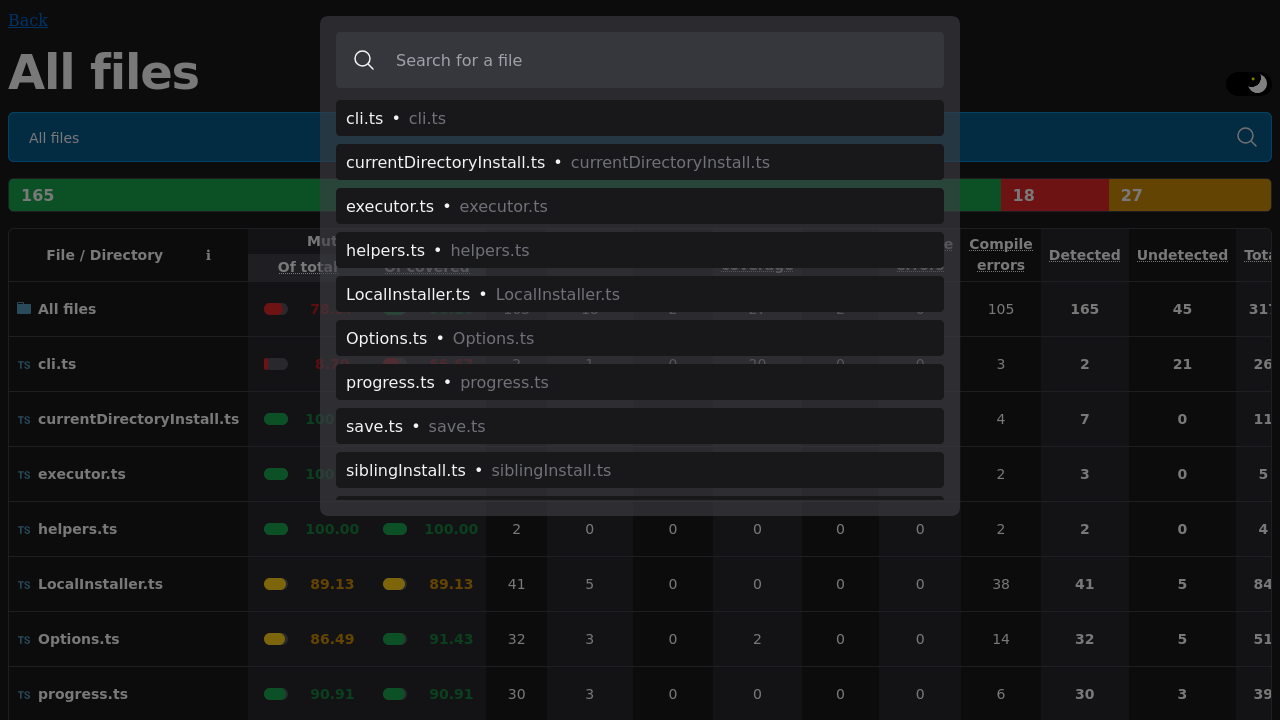 Back
All files
Search for a file
All files
cli.ts • cli.ts
currentDirectoryInstall.ts • currentDirectoryInstall.ts
executor.ts • executor.ts
helpers.ts • helpers.ts
LocalInstaller.ts • LocalInstaller.ts
Options.ts • Options.ts
progress.ts • progress.ts
save.ts • save.ts
siblingInstall.ts • siblingInstall.ts
165 18 27
File / Directory ℹ Compile errors Detected Undetected
Of total Of covered
All files 105 165 45
TS cli.ts 3 2 21 26
TS currentDirectoryInstall.ts 4 7 0 11
TS executor.ts 2 3 0 5
TS helpers.ts 100.00 100.00 2 0 0 0 0 0 2 2 0 4
TS LocalInstaller.ts 89.13 89.13 41 5 0 0 0 0 38 41 5 84
TS Options.ts 86.49 91.43 32 3 0 2 0 0 14 32 5 51
TS progress.ts 90.91 90.91 30 3 0 0 0 0 6 30 3 39